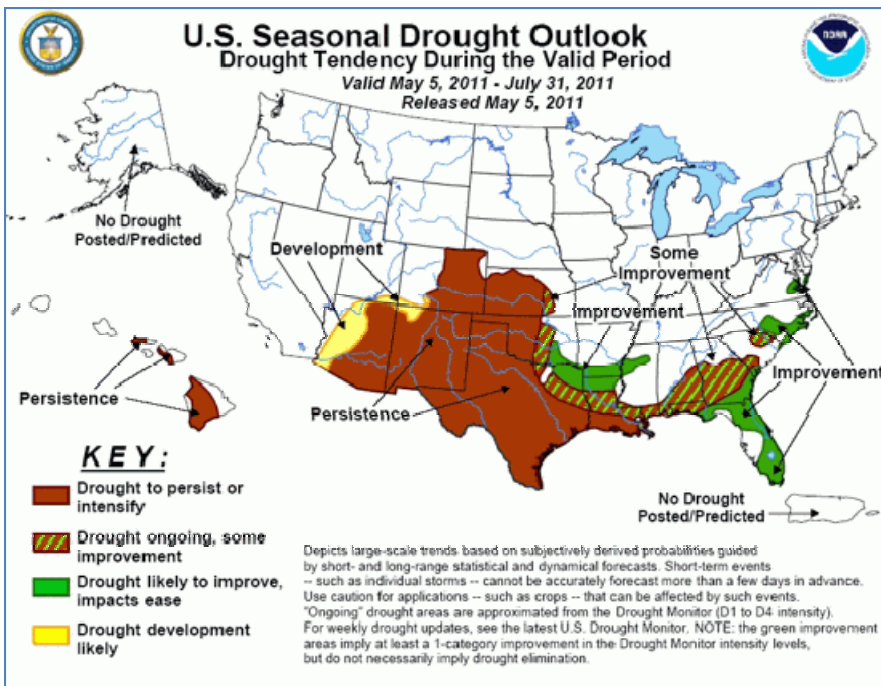 U.S. Seasonal Drought Outlook
Drought Tendency During the Valid Period
Valid May 5, 2011 - July 31, 2011
Released May 5, 2011
NOAA
No Drought
Posted/Predicted
Development
Some
Improvement
Improvement
Improvement
Persistence
Persistence
No Drought
Posted/Predicted
KEY:
Drought to persist or
intensify
Drought ongoing, some
improvement
Drought likely to improve,
impacts ease
Drought development
likely
Depicts large-scale trends based on subjectively derived probabilities guided
by short- and long-range statistical and dynamical forecasts. Short-term events
-- such as individual storms -- cannot be accurately forecast more than a few days in advance.
Use caution for applications -- such as crops -- that can be affected by such events.
"Ongoing" drought areas are approximated from the Drought Monitor (D1 to D4 intensity).
For weekly drought updates, see the latest U.S. Drought Monitor. NOTE: the green improvement
areas imply at least a 1-category improvement in the Drought Monitor intensity levels,
but do not necessarily imply drought elimination.